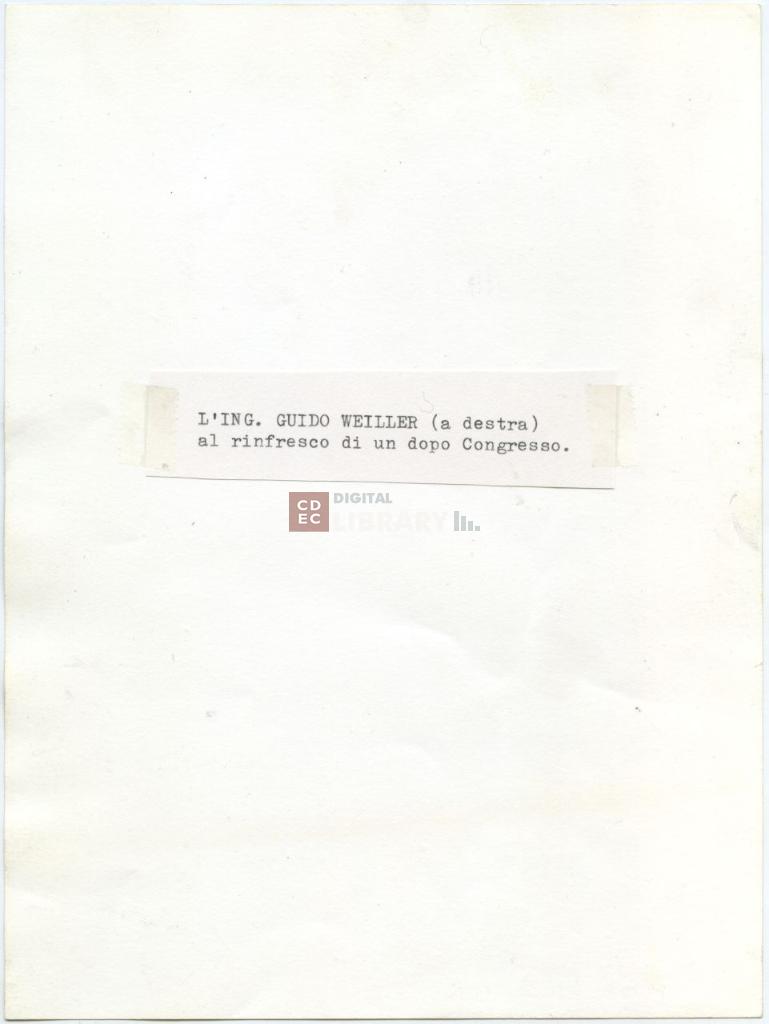 L'ING. GUIDO WEILLER (a destra)
al rinfresco di un dopo Congresso.
CD
EC
DIGITAL
LIBRARY